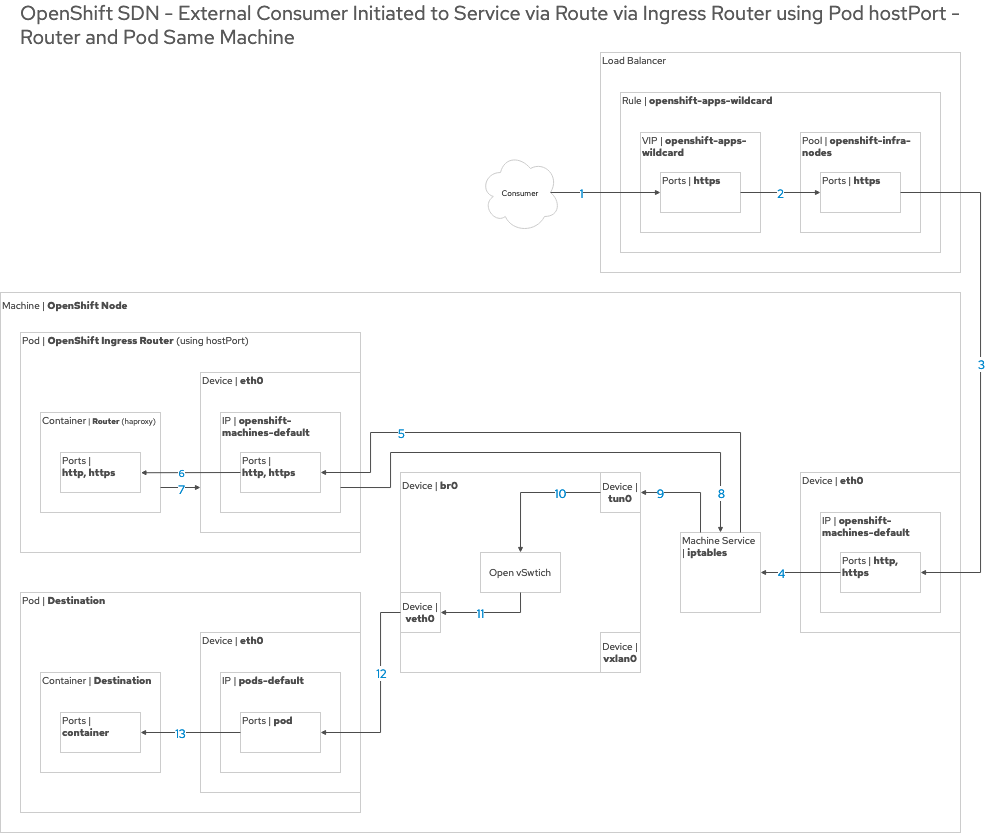 OpenShift SDN - External Consumer Initiated to Service via Route via Ingress Router using Pod hostPort -
Router and Pod Same Machine
Load Balancer
Rule | openshift-apps-wildcard
VIP | openshift-apps-
wildcard
Ports | https
Pool | openshift-infra-
nodes
Ports | https
Consumer
1
2
3
Machine | OpenShift Node
Pod | OpenShift Ingress Router (using hostPort)
Device | eth0
Container | Router (haproxy)
Ports |
http, https
IP | openshift-
machines-default
Ports |
http, https
5
6
7
Device | br0
Device |
tun0
10
9
8
Open vSwtich
Device |
veth0
11
Device |
vxlan0
Machine Service
| iptables
4
Device | eth0
IP | openshift-
machines-default
Ports | http,
https
12
Pod | Destination
Device | eth0
Container | Destination
Ports |
container
IP | pods-default
Ports | pod
13